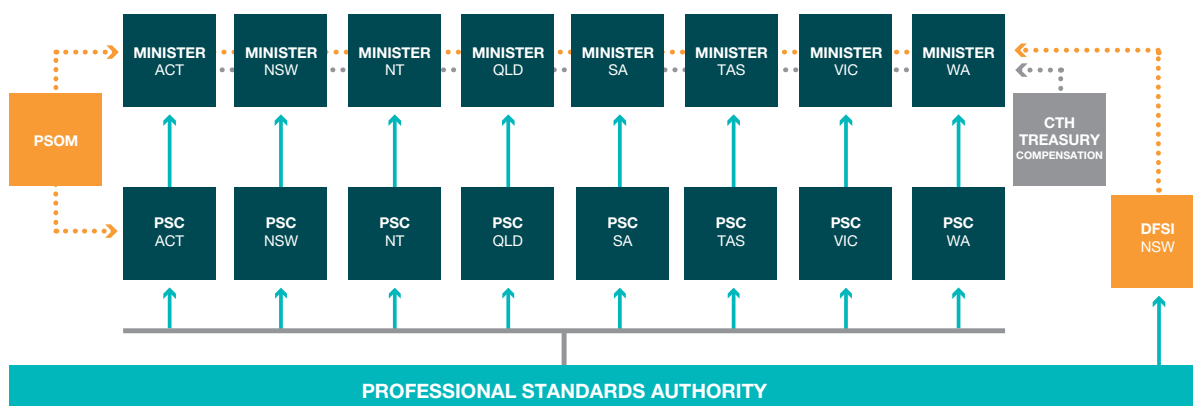 MINISTER
ACT
MINISTER
NSW
MINISTER
NT
MINISTER
QLD
MINISTER
SA
MINISTER
TAS
MINISTER
VIC
MINISTER
WA
PSOM
CTH
TREASURY
COMPENSATION
PSC
ACT
PSC
NSW
PSC
NT
PSC
QLD
PSC
SA
PSC
TAS
PSC
VIC
PSC
WA
DFSI
NSW
PROFESSIONAL STANDARDS AUTHORITY